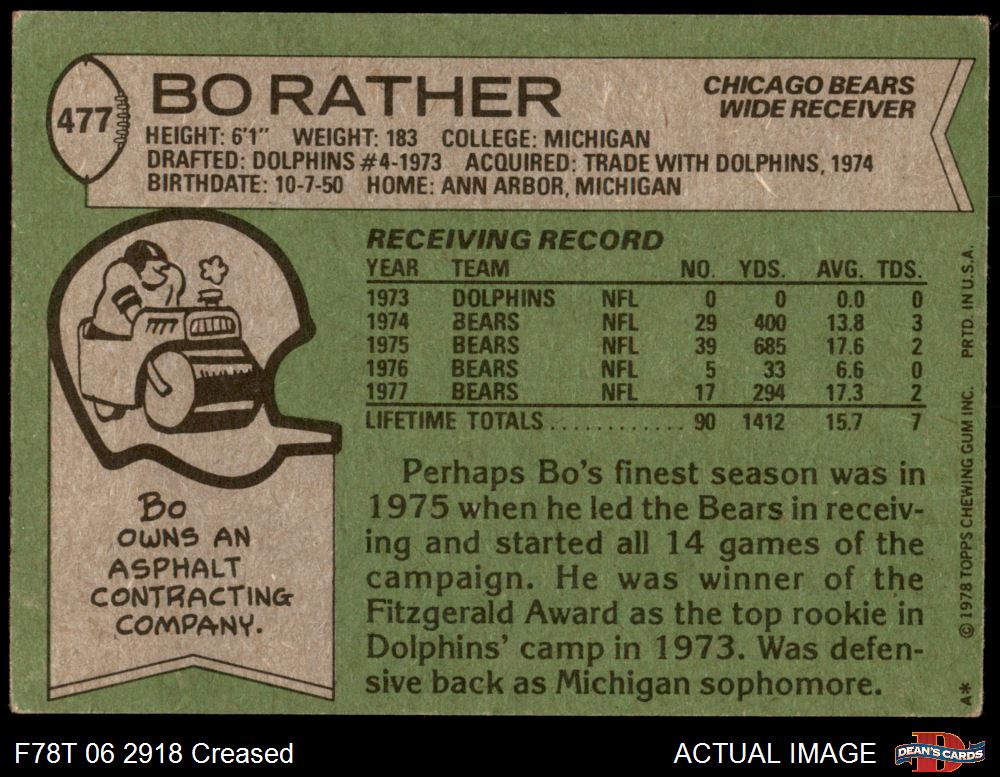 477
BO RATHER
CHICAGO BEARS
WIDE RECEIVER
HEIGHT: 6'1" WEIGHT: 183 COLLEGE: MICHIGAN
DRAFTED: DOLPHINS #4-1973 ACQUIRED: TRADE WITH DOLPHINS, 1974
BIRTHDATE: 10-7-50 HOME: ANN ARBOR, MICHIGAN
RECEIVING RECORD
YEAR TEAM NO. YDS. AVG. TDS.
1973 DOLPHINS NFL 0 0 0.0 0
1974 BEARS NFL 29 400 13.8 3
1975 BEARS NFL 39 685 17.6 2
1976 BEARS NFL 5 33 6.6 0
1977 BEARS NFL 17 294 17.3 2
LIFETIME TOTALS............ 90 1412 15.7 7
Perhaps Bo's finest season was in
1975 when he led the Bears in receiv-
ing and started all 14 games of the
campaign. He was winner of the
Fitzgerald Award as the top rookie in
Dolphins' camp in 1973. Was defen-
sive back as Michigan sophomore.
Bo
OWNS AN
ASPHALT
CONTRACTING
COMPANY.
A* © 1978 TOPPS CHEWING GUM INC. PRTD. IN U.S.A.
F78T 06 2918 Creased
ACTUAL IMAGE
DEAN'S CARDS